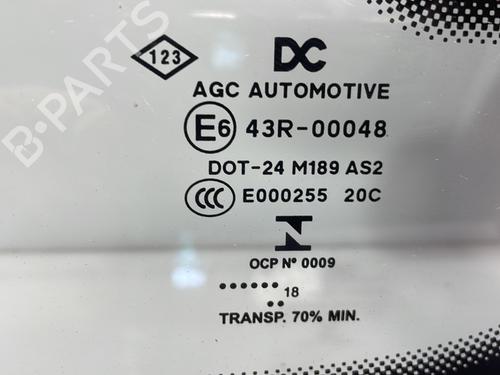 B-PARTS
123
DC
AGC AUTOMOTIVE
E6 43R-00048
DOT-24 M189 AS2
CCC E000255 20C
N
OCP Nº 0009
...... 18
..
TRANSP. 70% MIN.